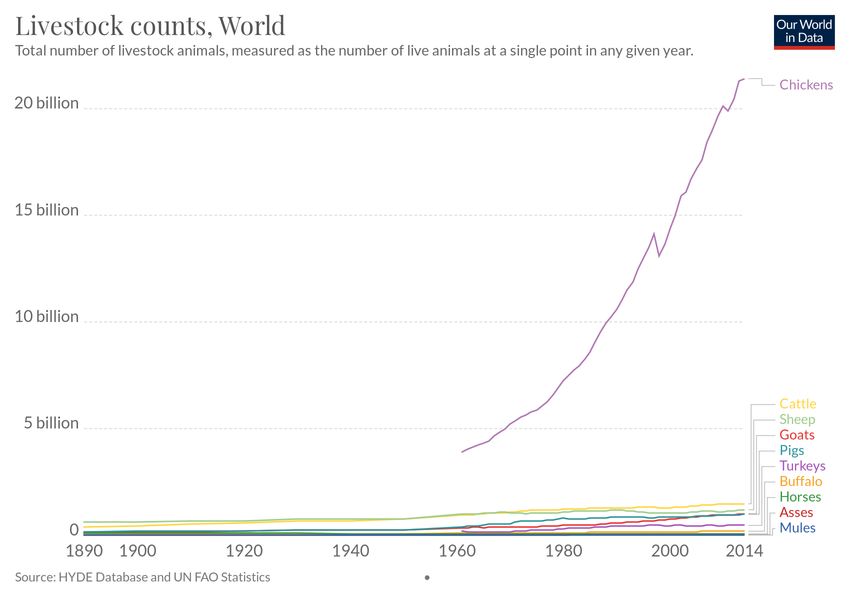 Livestock counts, World
Total number of livestock animals, measured as the number of live animals at a single point in any given year.
Our World
in Data
20 billion
15 billion
10 billion
5 billion
0
1890
1900
1920
1940
1960
1980
2000
2014
Chickens
Cattle
Sheep
Goats
Pigs
Turkeys
Buffalo
Horses
Asses
Mules
Source: HYDE Database and UN FAO Statistics